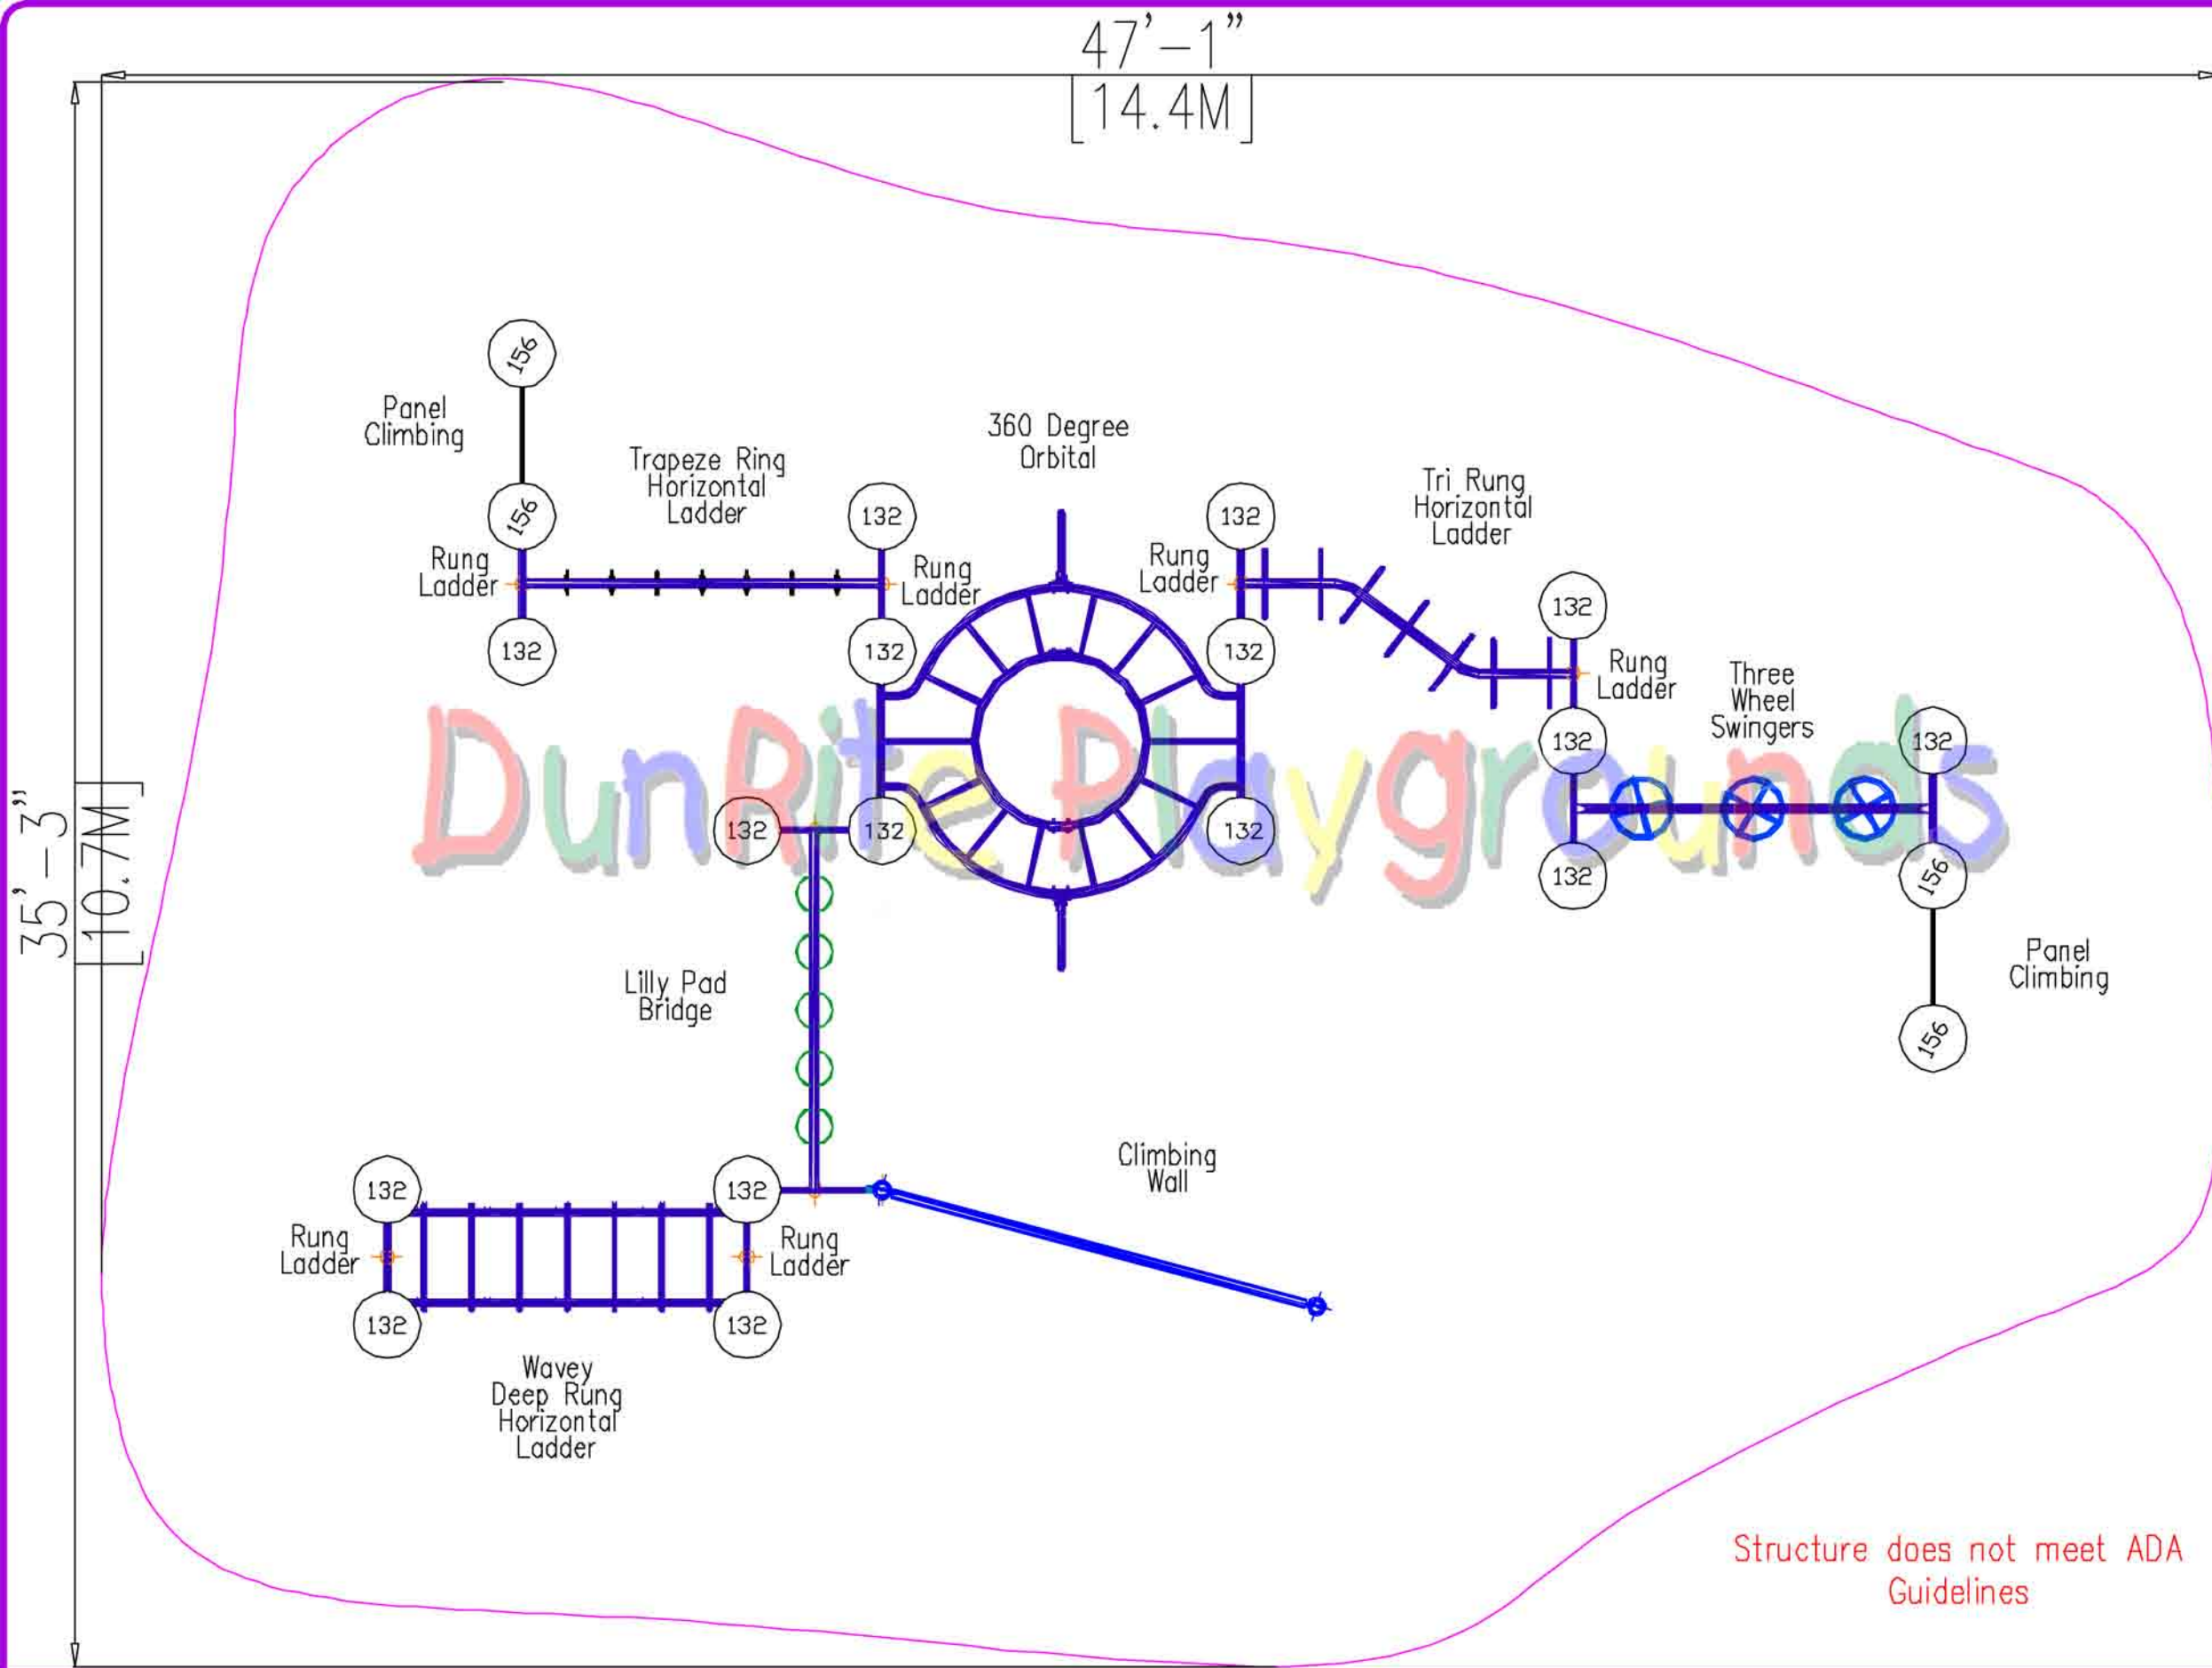 47'-1"
[14.4M]
35'-3"
[10.7M]
156
Panel
Climbing
Trapeze Ring
Horizontal
Ladder
360 Degree
Orbital
Tri Rung
Horizontal
Ladder
156
132
132
Rung
Ladder
Rung
Ladder
Rung
Ladder
132
132
132
132
Rung
Ladder
Three
Wheel
Swingers
132
132
DunRite Playgrounds
132
132
132
132
156
Lilly Pad
Bridge
Panel
Climbing
156
Climbing
Wall
132
132
Rung
Ladder
Rung
Ladder
132
132
Wavey
Deep Rung
Horizontal
Ladder
Structure does not meet ADA
Guidelines